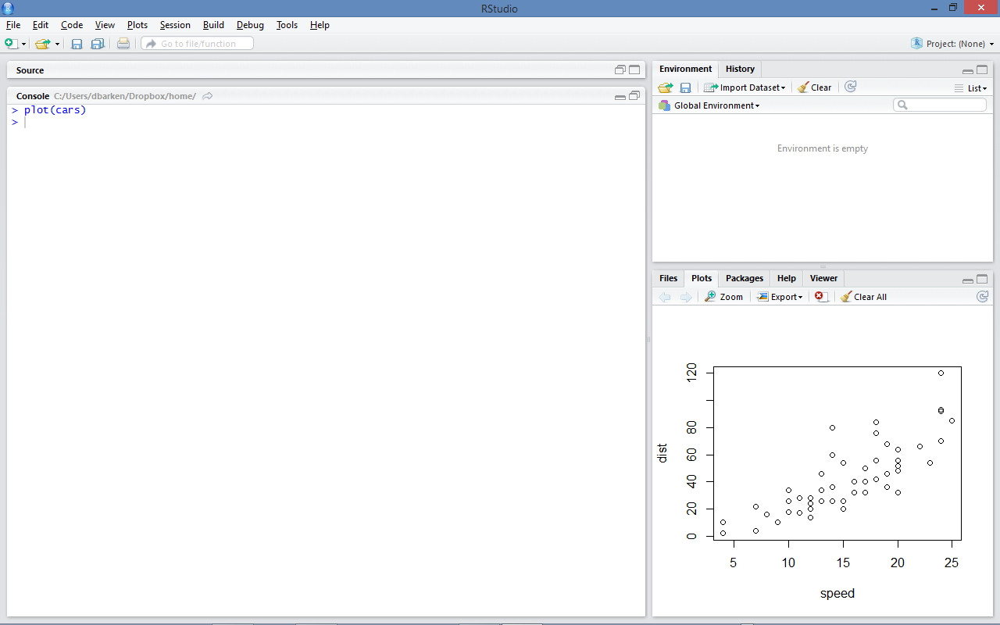 RStudio
File Edit Code View Plots Session Build Debug Tools Help
Go to file/function
Project: (None)
Source
Console C:/Users/dbarken/Dropbox/home/
> plot(cars)
>
Environment History
Import Dataset Clear List
Global Environment
Environment is empty
Files Plots Packages Help Viewer
Zoom Export Clear All
120
80
60
40
20
0
dist
5 10 15 20 25
speed